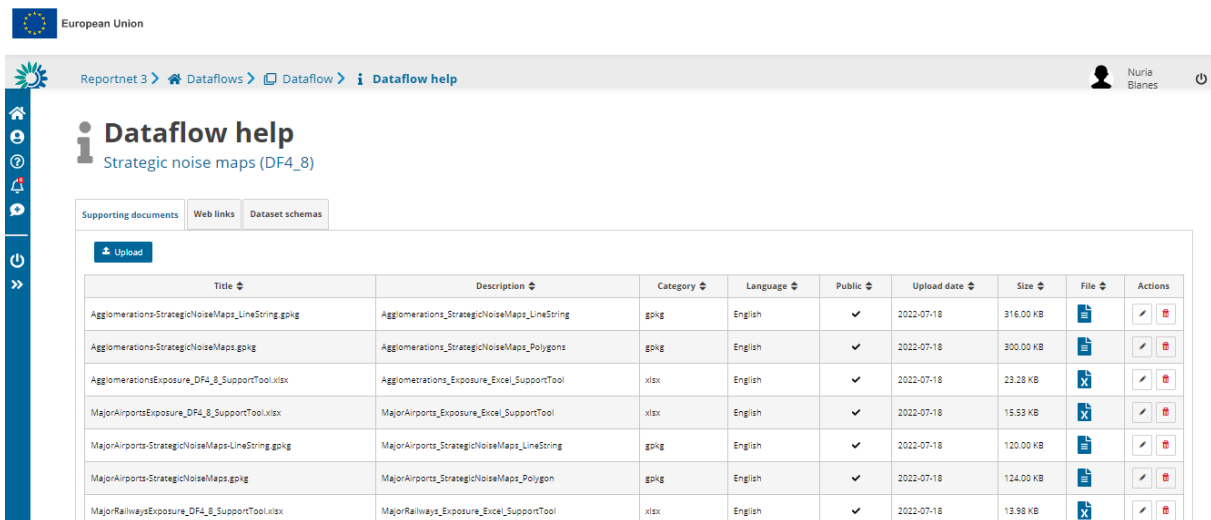 European Union
Reportnet 3 Dataflows Dataflow Dataflow help
Nuria
Blanes
Dataflow help
Strategic noise maps (DF4_8)
Supporting documents Web links Dataset schemas
Upload
Title Description Category Language Public Upload date Size File Actions
Agglomerations-StrategicNoiseMaps_LineString.gpkg Agglomerations_StrategicNoiseMaps_LineString gpkg English 2022-07-18 316.00 KB
Agglomerations-StrategicNoiseMaps.gpkg Agglomerations_StrategicNoiseMaps_Polygons gpkg English 2022-07-18 300.00 KB
AgglomerationsExposure_DF4_8_SupportTool.xlsx Agglometrations_Exposure_Excel_SupportTool xlsx English 2022-07-18 23.28 KB
MajorAirportsExposure_DF4_8_SupportTool.xlsx MajorAirports_Exposure_Excel_SupportTool xlsx English 2022-07-18 15.53 KB
MajorAirports-StrategicNoiseMaps-LineString.gpkg MajorAirports_StrategicNoiseMaps_LineString gpkg English 2022-07-18 120.00 KB
MajorAirports-StrategicNoiseMaps.gpkg MajorAirports_StrategicNoiseMaps_Polygon gpkg English 2022-07-18 124.00 KB
MajorRailwaysExposure_DF4_8_SupportTool.xlsx MajorRailways_Exposure_Excel_SupportTool xlsx English 2022-07-18 13.98 KB